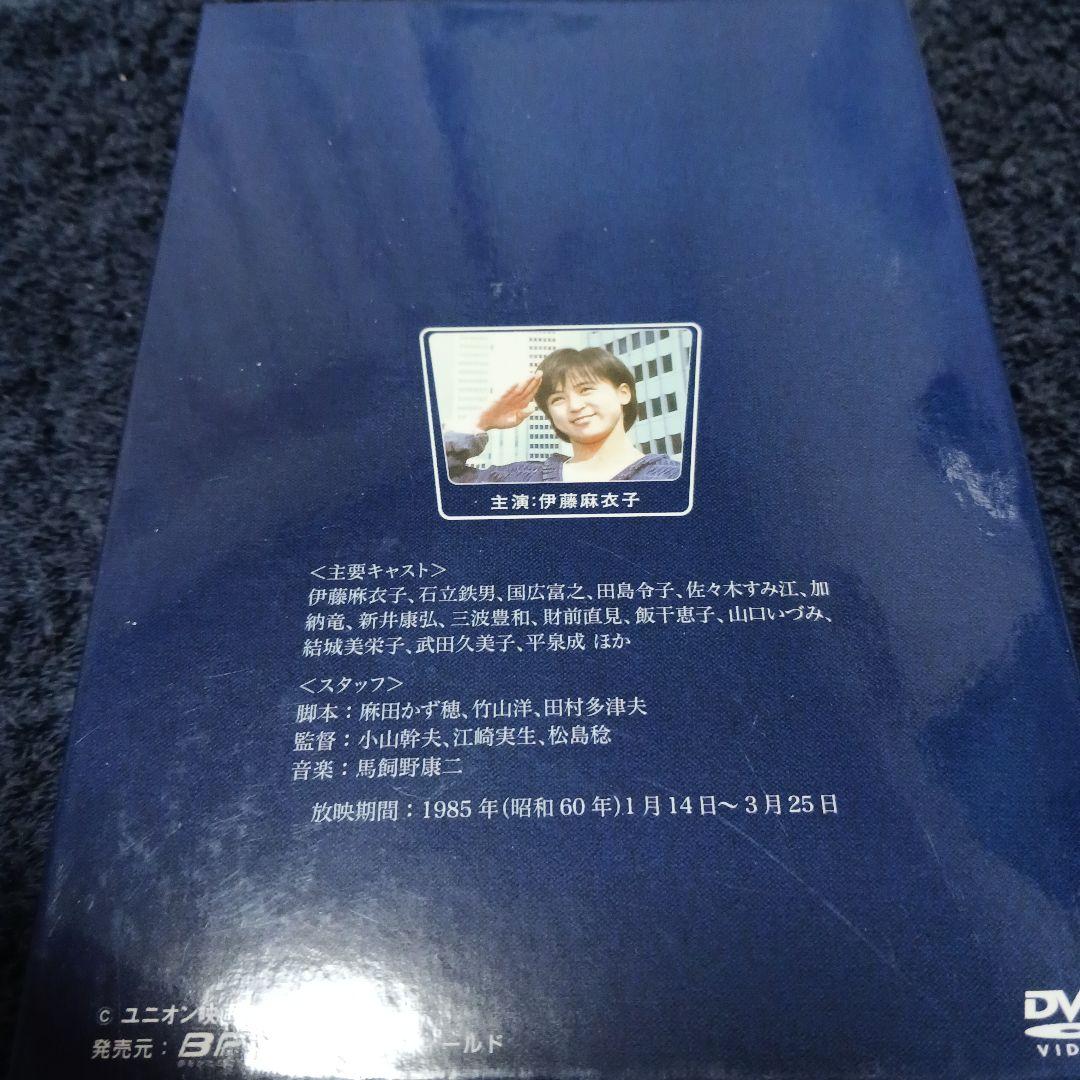 主演:伊藤麻衣子
＜主要キャスト＞
伊藤麻衣子、石立鉄男、国広富之、田島令子、佐々木すみ江、加
納竜、新井康弘、三波豊和、財前直見、飯干恵子、山口いづみ、
結城美栄子、武田久美子、平泉成 ほか
＜スタッフ＞
脚本：麻田かず穂、竹山洋、田村多津夫
監督：小山幹夫、江崎実生、松島稔
音楽：馬飼野康二
放映期間：1985年(昭和60年)1月14日～3月25日
c ユニオン映
発売元： ールド
DV
VID